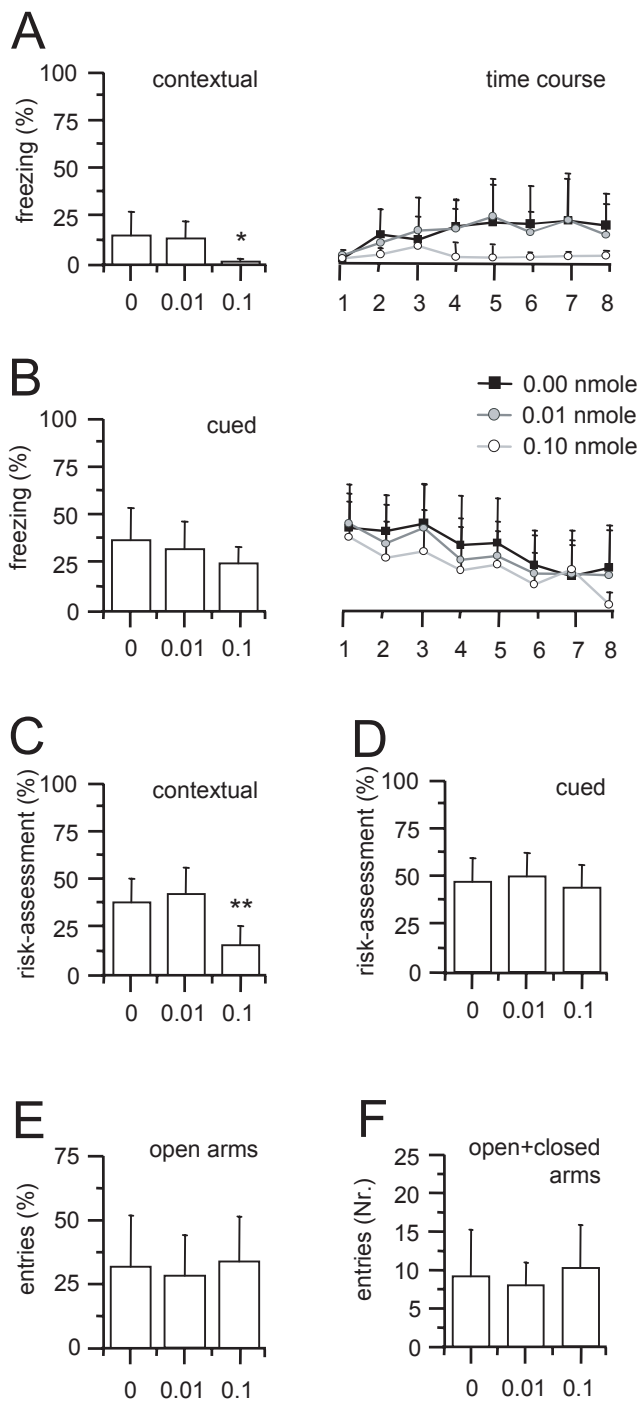 A
contextual
time course
freezing (%)
100
75
50
25
0
0 0.01 0.1
*
1 2 3 4 5 6 7 8
B
cued
freezing (%)
100
75
50
25
0
0 0.01 0.1
0.00 nmole
0.01 nmole
0.10 nmole
1 2 3 4 5 6 7 8
C
contextual
risk-assessment (%)
100
75
50
25
0
**
0 0.01 0.1
D
cued
risk-assessment (%)
100
75
50
25
0
0 0.01 0.1
E
open arms
entries (%)
75
50
25
0
0 0.01 0.1
F
open+closed
arms
entries (Nr.)
25
20
15
10
5
0
0 0.01 0.1